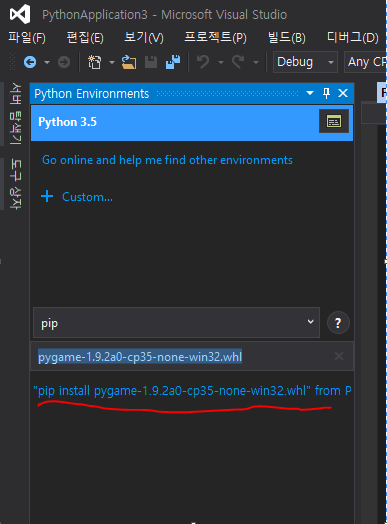 PythonApplication3 - Microsoft Visual Studio
파일(F) 편집(E) 보기(V) 프로젝트(P) 빌드(B) 디버그(D)
Debug Any CP
서버 탐색기
도구 상자
Python Environments
Python 3.5
Go online and help me find other environments
+ Custom...
pip
?
pygame-1.9.2a0-cp35-none-win32.whl
"pip install pygame-1.9.2a0-cp35-none-win32.whl" from P